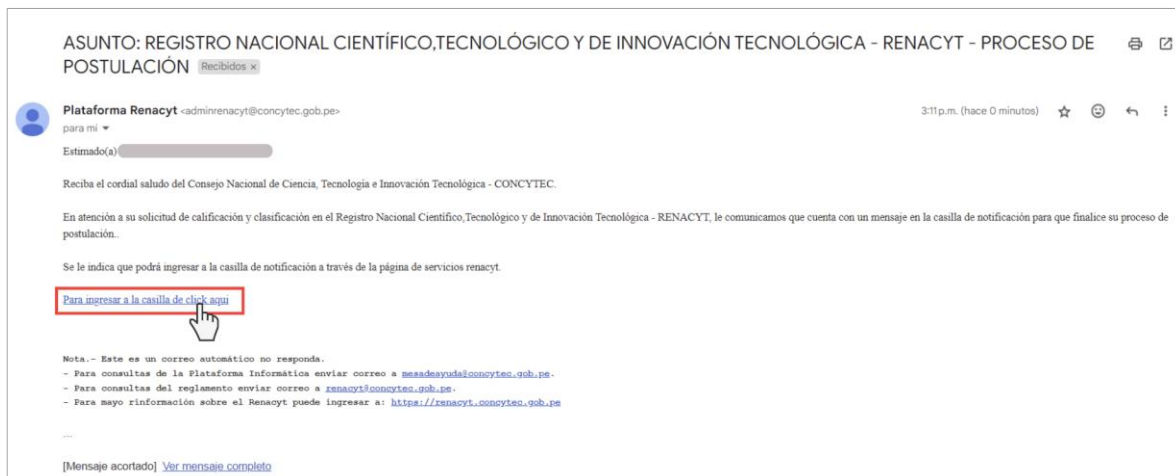 ASUNTO: REGISTRO NACIONAL CIENTÍFICO,TECNOLÓGICO Y DE INNOVACIÓN TECNOLÓGICA - RENACYT - PROCESO DE
POSTULACIÓN Recibidos x
Plataforma Renacyt <adminrenacyt@concytec.gob.pe> 3:11 p.m. (hace 0 minutos)
para mi
Estimado(a)
Reciba el cordial saludo del Consejo Nacional de Ciencia, Tecnología e Innovación Tecnológica - CONCYTEC.
En atención a su solicitud de calificación y clasificación en el Registro Nacional Científico,Tecnológico y de Innovación Tecnológica - RENACYT, le comunicamos que cuenta con un mensaje en la casilla de notificación para que finalice su proceso de
postulación..
Se le indica que podrá ingresar a la casilla de notificación a través de la página de servicios renacyt.
Para ingresar a la casilla de click aqui
Nota.- Este es un correo automático no responda.
- Para consultas de la Plataforma Informática enviar correo a mesadeayuda@concytec.gob.pe.
- Para consultas del reglamento enviar correo a renacyt@concytec.gob.pe.
- Para mayo rinformación sobre el Renacyt puede ingresar a: https://renacyt.concytec.gob.pe
...
[Mensaje acortado] Ver mensaje completo